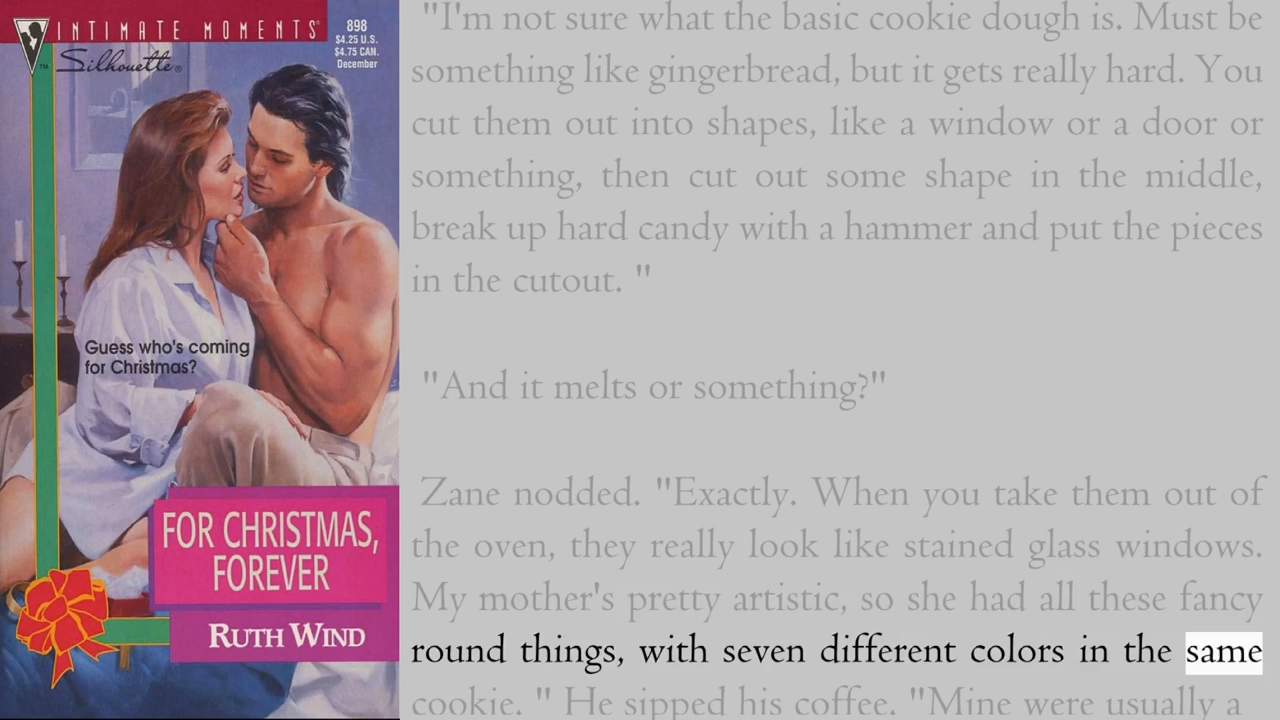 INTIMATE MOMENTS®
Silhouette®
898
$4.25 U.S.
$4.75 CAN.
December
TM
Guess who's coming
for Christmas?
FOR CHRISTMAS,
FOREVER
RUTH WIND
"I'm not sure what the basic cookie dough is. Must be
something like gingerbread, but it gets really hard. You
cut them out into shapes, like a window or a door or
something, then cut out some shape in the middle,
break up hard candy with a hammer and put the pieces
in the cutout. "
"And it melts or something?"
Zane nodded. "Exactly. When you take them out of
the oven, they really look like stained glass windows.
My mother's pretty artistic, so she had all these fancy
round things, with seven different colors in the same
cookie. " He sipped his coffee. "Mine were usually a